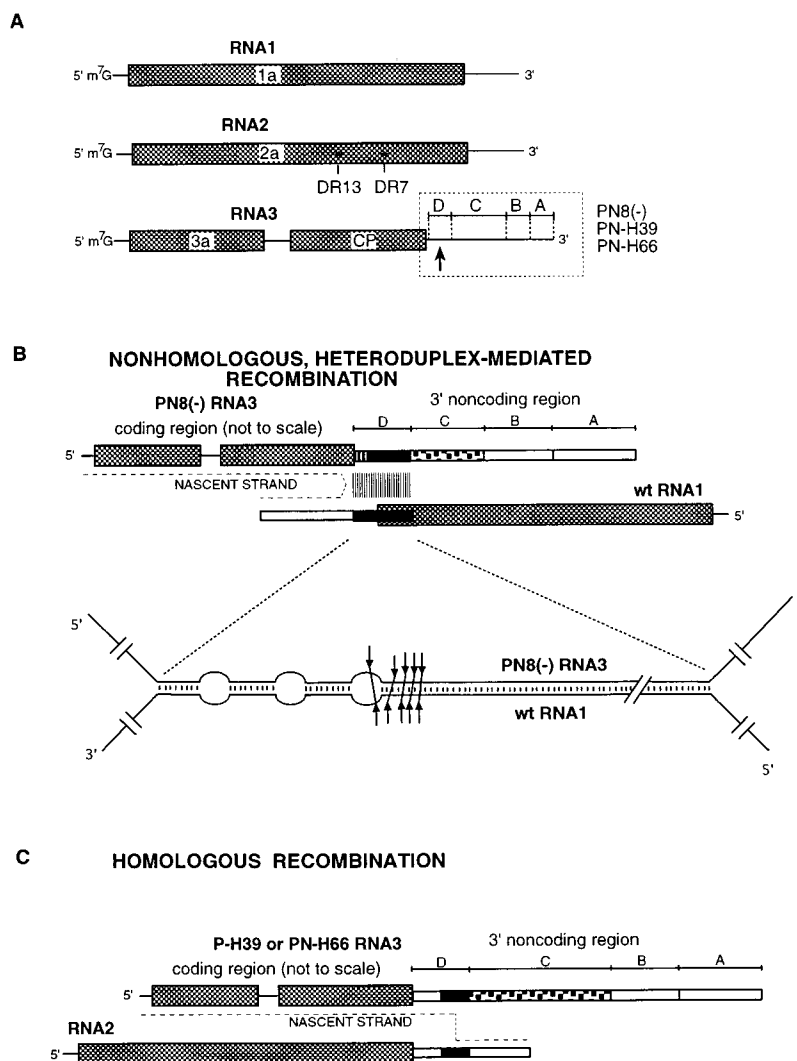 A
RNA1
5' m7G 1a 3'
RNA2
5' m7G 2a 3'
DR13 DR7
RNA3
D C B A
PN8(-)
PN-H39
PN-H66
5' m7G 3a CP 3'
B
NONHOMOLOGOUS, HETERODUPLEX-MEDIATED
RECOMBINATION
PN8(-) RNA3
3' noncoding region
coding region (not to scale)
D C B A
5'
NASCENT STRAND
wt RNA1
5'
5'
PN8(-) RNA3
wt RNA1
3'
5'
C
HOMOLOGOUS RECOMBINATION
P-H39 or PN-H66 RNA3
3' noncoding region
coding region (not to scale)
D C B A
5'
NASCENT STRAND
RNA2
5'